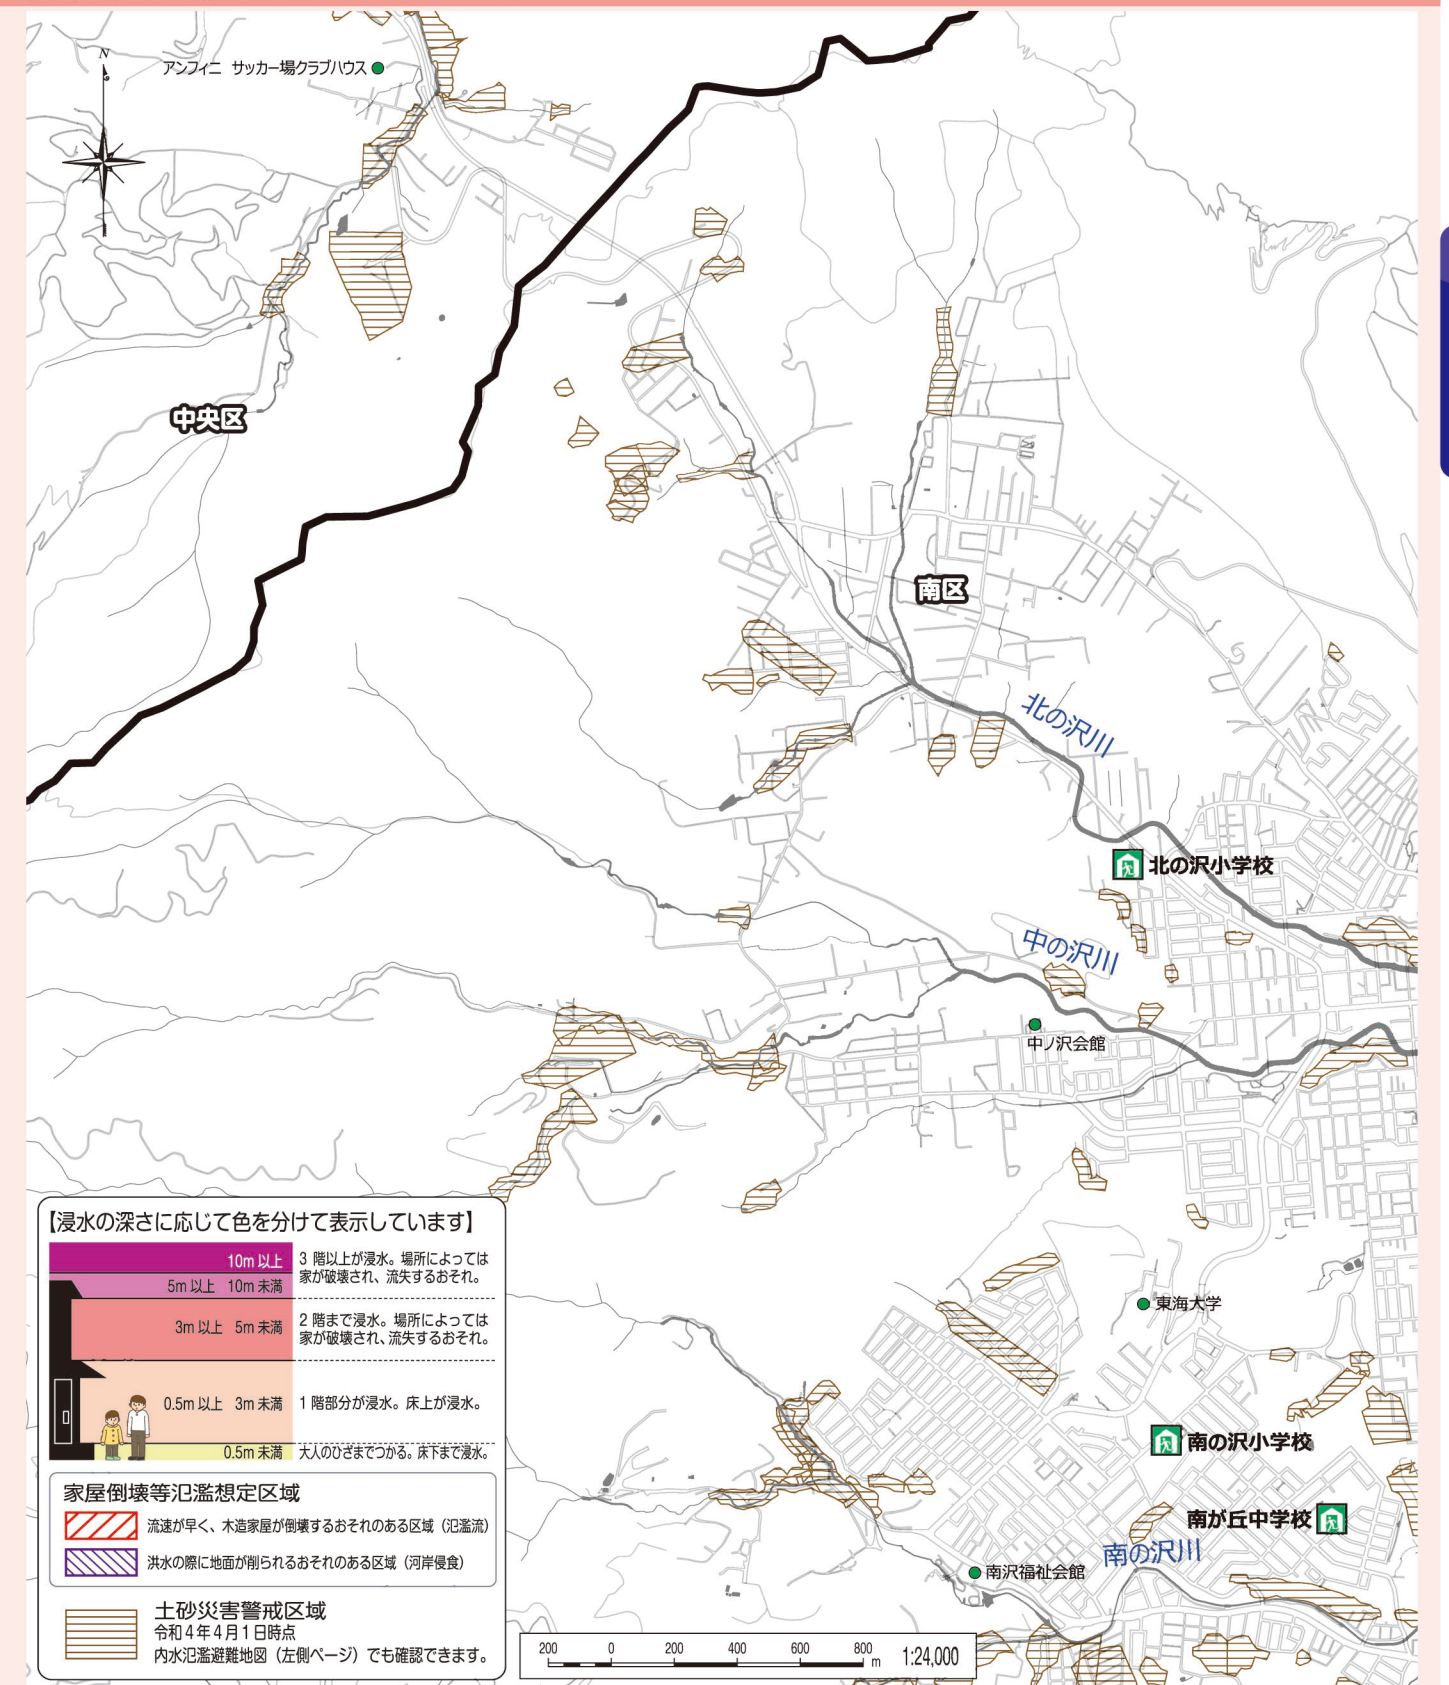 N
アンフィニ サッカー場クラブハウス
中央区
南区
北の沢川
北の沢小学校
中の沢川
中ノ沢会館
東海大学
南の沢小学校
南が丘中学校
南の沢川
南沢福祉会館
【浸水の深さに応じて色を分けて表示しています】
10m 以上
3 階以上が浸水。場所によっては
家が破壊され、流失するおそれ。
5m 以上 10m 未満
3m 以上 5m 未満
2 階まで浸水。場所によっては
家が破壊され、流失するおそれ。
0.5m 以上 3m 未満
1 階部分が浸水。床上が浸水。
0.5m 未満
大人のひざまでつかる。床下まで浸水。
家屋倒壊等氾濫想定区域
流速が早く、木造家屋が倒壊するおそれのある区域（氾濫流）
洪水の際に地面が削られるおそれのある区域（河岸侵食）
土砂災害警戒区域
令和４年４月１日時点
内水氾濫避難地図（左側ページ）でも確認できます。
200 0 200 400 600 800 m 1:24,000